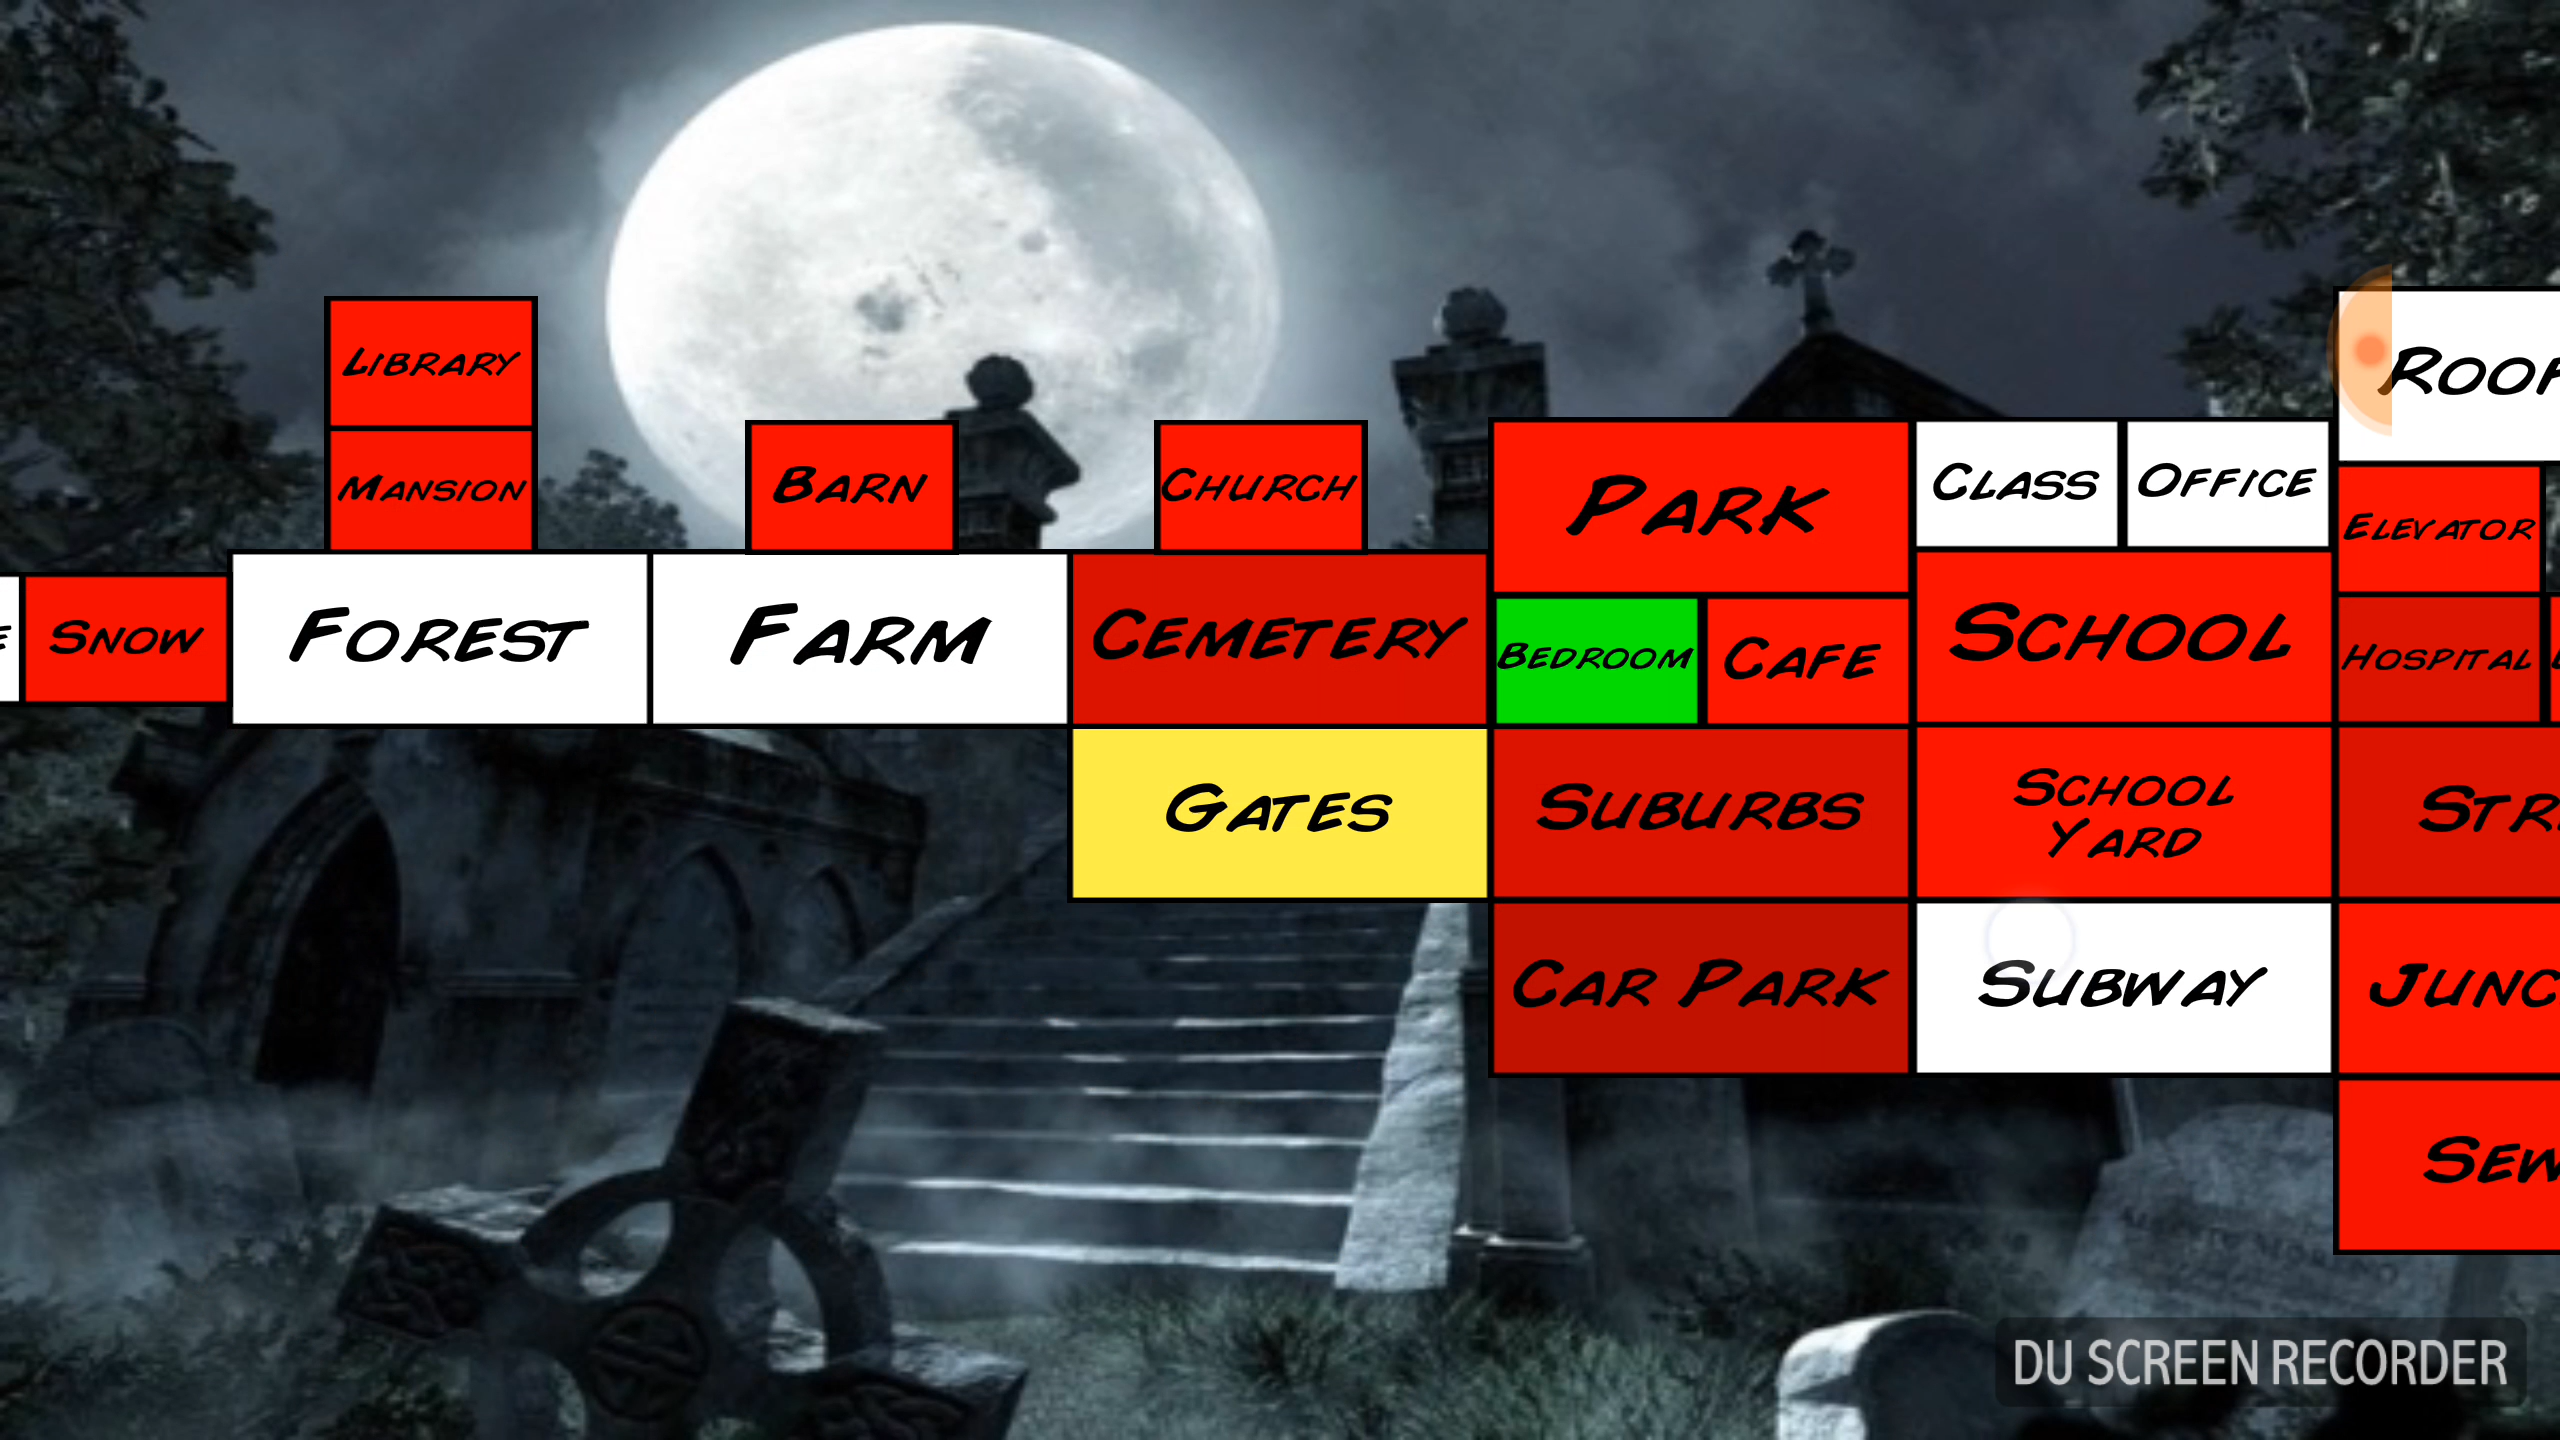 LIBRARY
MANSION
BARN
CHURCH
PARK
CLASS
OFFICE
ELEVATOR
SNOW
FOREST
FARM
CEMETERY
BEDROOM
CAFE
SCHOOL
HOSPITAL
GATES
SUBURBS
SCHOOL
YARD
CAR PARK
SUBWAY
DU SCREEN RECORDER